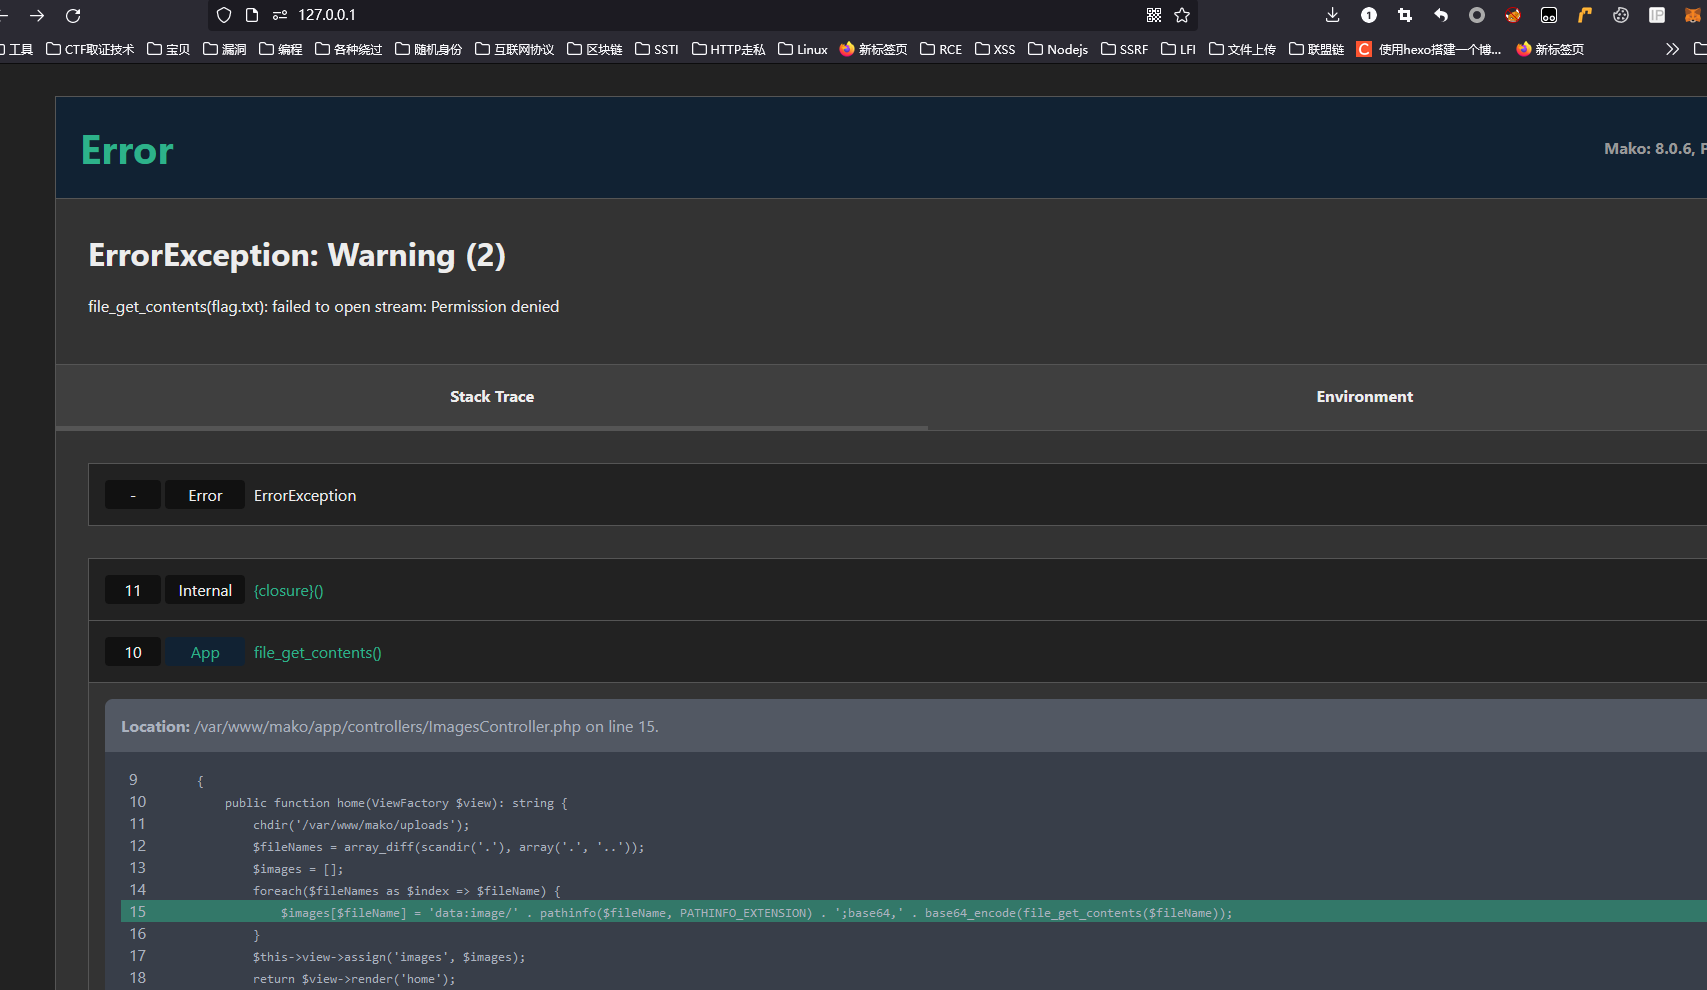 127.0.0.1
工具 CTF取证技术 宝贝 漏洞 编程 各种绕过 随机身份 互联网协议 区块链 SSTI HTTP走私 Linux 新标签页 RCE XSS Nodejs SSRF LFI 文件上传 联盟链 C 使用hexo搭建一个博... 新标签页
Error
Mako: 8.0.6, P
ErrorException: Warning (2)
file_get_contents(flag.txt): failed to open stream: Permission denied
Stack Trace Environment
- Error ErrorException
11 Internal {closure}()
10 App file_get_contents()
Location: /var/www/mako/app/controllers/ImagesController.php on line 15.
9 {
10 public function home(ViewFactory $view): string {
11 chdir('/var/www/mako/uploads');
12 $fileNames = array_diff(scandir('.'), array('.', '..'));
13 $images = [];
14 foreach($fileNames as $index => $fileName) {
15 $images[$fileName] = 'data:image/' . pathinfo($fileName, PATHINFO_EXTENSION) . ';base64,' . base64_encode(file_get_contents($fileName));
16 }
17 $this->view->assign('images', $images);
18 return $view->render('home');